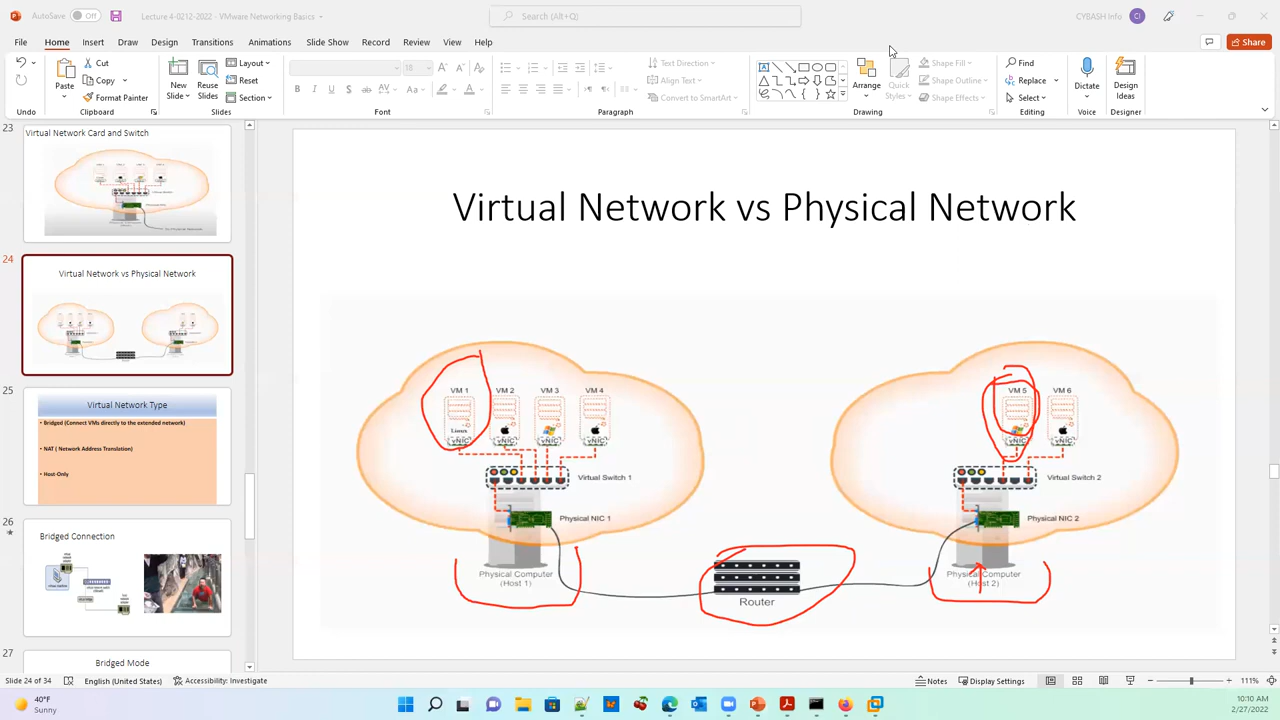 AutoSave Off
Lecture 4-0212-2022 - VMware Networking Basics
Search (Alt+Q)
CYBASH Info CI
File Home Insert Draw Design Transitions Animations Slide Show Record Review View Help Share
Undo
Paste
Cut
Copy
Format Painter
Clipboard
New Slide
Reuse Slides
Layout
Reset
Section
Slides
18
Font
Text Direction
Align Text
Convert to SmartArt
Paragraph
Arrange
Quick Styles
Shape Fill
Shape Outline
Shape Effects
Drawing
Find
Replace
Select
Editing
Dictate
Voice
Design Ideas
Designer
23
Virtual Network Card and Switch
24
Virtual Network vs Physical Network
25
Virtual Network Type
• Bridged (Connect VMs directly to the extended network)
• NAT ( Network Address Translation)
• Host-Only
26
Bridged Connection
27
Bridged Mode
Virtual Network vs Physical Network
VM 1 VM 2 VM 3 VM 4
Linux
vNIC vNIC vNIC vNIC
Virtual Switch 1
Physical NIC 1
Physical Computer
(Host 1)
VM 5 VM 6
vNIC vNIC
Virtual Switch 2
Physical NIC 2
Physical Computer
(Host 2)
Router
Slide 24 of 34 English (United States) Accessibility: Investigate Notes Display Settings 111%
40°F
Sunny
10:10 AM
2/27/2022